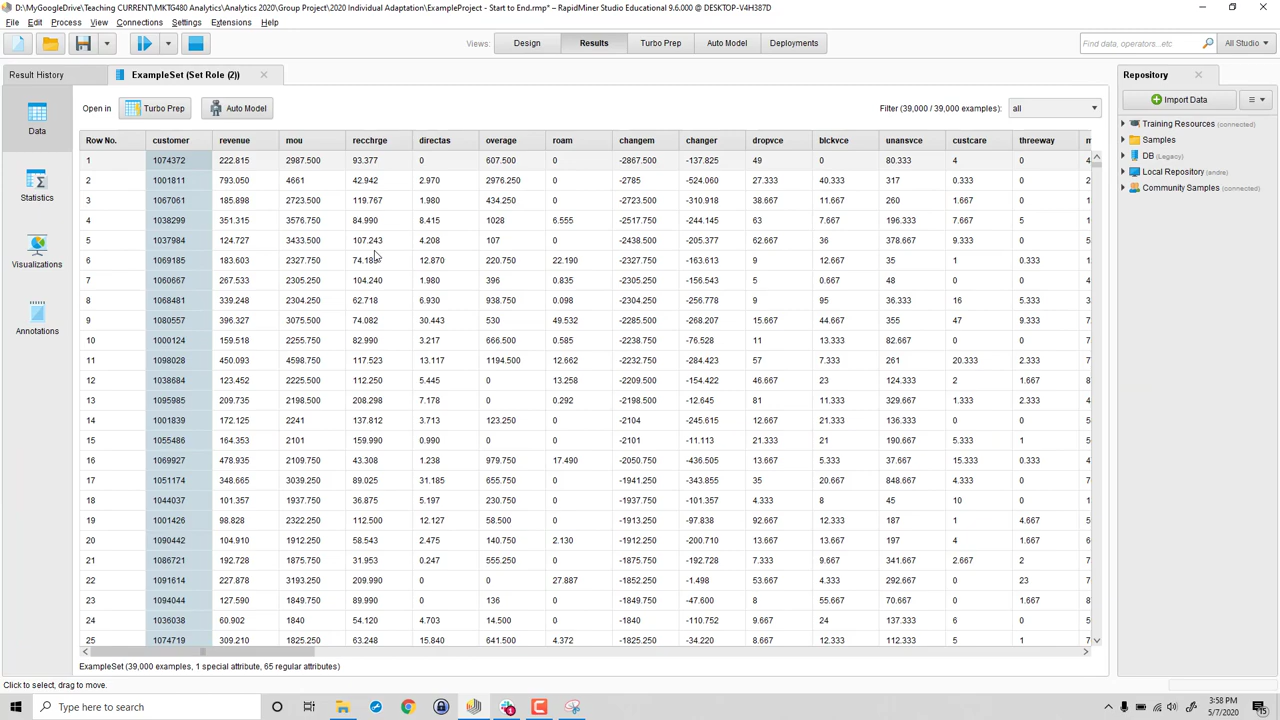 D:\MyGoogleDrive\Teaching CURRENT\MKTG480 Analytics\Analytics 2020\Group Project\2020 Individual Adaptation\ExampleProject - Start to End.rmp* – RapidMiner Studio Educational 9.6.000 @ DESKTOP-V4H387D
File Edit Process View Connections Settings Extensions Help
Views: Design Results Turbo Prep Auto Model Deployments Find data, operators...etc All Studio
Result History ExampleSet (Set Role (2)) Repository
Open in Turbo Prep Auto Model Filter (39,000 / 39,000 examples): all Import Data
Data
Statistics
Visualizations
Annotations
Training Resources (connected)
Samples
DB (Legacy)
Local Repository (andre)
Community Samples (connected)
Row No. customer revenue mou recchrge directas overage roam changem changer dropvce blckvce unansvce custcare threeway m
1 1074372 222.815 2987.500 93.377 0 607.500 0 -2867.500 -137.825 49 0 80.333 4 0 4
2 1001811 793.050 4661 42.942 2.970 2976.250 0 -2785 -524.060 27.333 40.333 317 0.333 0 2
3 1067061 185.898 2723.500 119.767 1.980 434.250 0 -2723.500 -310.918 38.667 11.667 260 1.667 0 2
4 1038299 351.315 3576.750 84.990 8.415 1028 6.555 -2517.750 -244.145 63 7.667 196.333 7.667 5 1
5 1037984 124.727 3433.500 107.243 4.208 107 0 -2438.500 -205.377 62.667 36 378.667 9.333 0 5
6 1069185 183.603 2327.750 12.870 220.750 22.190 -2327.750 -163.613 9 12.667 35 1 0.333 7
7 1060667 267.533 2305.250 104.240 1.980 396 0.835 -2305.250 -156.543 5 0.667 48 0 0 2
8 1068481 339.248 2304.250 62.718 6.930 938.750 0.098 -2304.250 -256.778 9 95 36.333 16 5.333 3
9 1080557 396.327 3075.500 74.082 30.443 530 49.532 -2285.500 -268.207 15.667 44.667 355 47 9.333 3
10 1000124 159.518 2255.750 82.990 3.217 666.500 0.585 -2238.750 -76.528 11 13.333 82.667 0 0 7
11 1098028 450.093 4598.750 117.523 13.117 1194.500 12.662 -2232.750 -284.423 57 7.333 261 20.333 2.333 7
12 1038684 123.452 2225.500 112.250 5.445 0 13.258 -2209.500 -154.422 46.667 23 124.333 2 1.667 8
13 1095985 209.735 2198.500 208.298 7.178 0 0.292 -2198.500 -12.645 81 11.333 329.667 1.333 2.333 4
14 1001839 172.125 2241 137.812 3.713 123.250 0 -2104 -245.615 12.667 21.333 136.333 0 0 2
15 1055486 164.353 2101 159.990 0.990 0 0 -2101 -11.113 21.333 21 190.667 5.333 1 7
16 1069927 478.935 2109.750 43.308 1.238 979.750 17.490 -2050.750 -436.505 13.667 5.333 37.667 15.333 0.333 4
17 1051174 348.665 3039.250 89.025 31.185 655.750 0 -1941.250 -343.855 35 20.667 848.667 4.333 0 1
18 1044037 101.357 1937.750 36.875 5.197 230.750 0 -1937.750 -101.357 4.333 8 45 10 0 2
19 1001426 98.828 2322.250 112.500 12.127 58.500 0 -1913.250 -97.838 92.667 12.333 187 1 4.667 3
20 1090442 104.910 1912.250 58.543 2.475 140.750 2.130 -1912.250 -200.710 13.667 13.667 197 4 1.667 9
21 1086721 192.728 1875.750 31.953 0.247 555.250 0 -1875.750 -192.728 7.333 9.667 341.667 2.667 2 7
22 1091614 227.878 3193.250 209.990 0 0 27.887 -1852.250 -1.498 53.667 4.333 292.667 0 23 7
23 1094044 127.590 1849.750 89.990 0 136 0 -1849.750 -47.600 8 55.667 70.667 0 1.667 8
24 1036038 60.902 1840 54.120 4.703 14.500 0 -1840 -110.752 9.667 24 137.333 6 0 1
25 1074719 309.210 1825.250 63.248 15.840 641.500 4.372 -1825.250 -34.220 8.667 12.333 112.333 5 1 7
ExampleSet (39,000 examples, 1 special attribute, 65 regular attributes)
Click to select, drag to move.
Type here to search 1 3:58 PM
5/7/2020 15